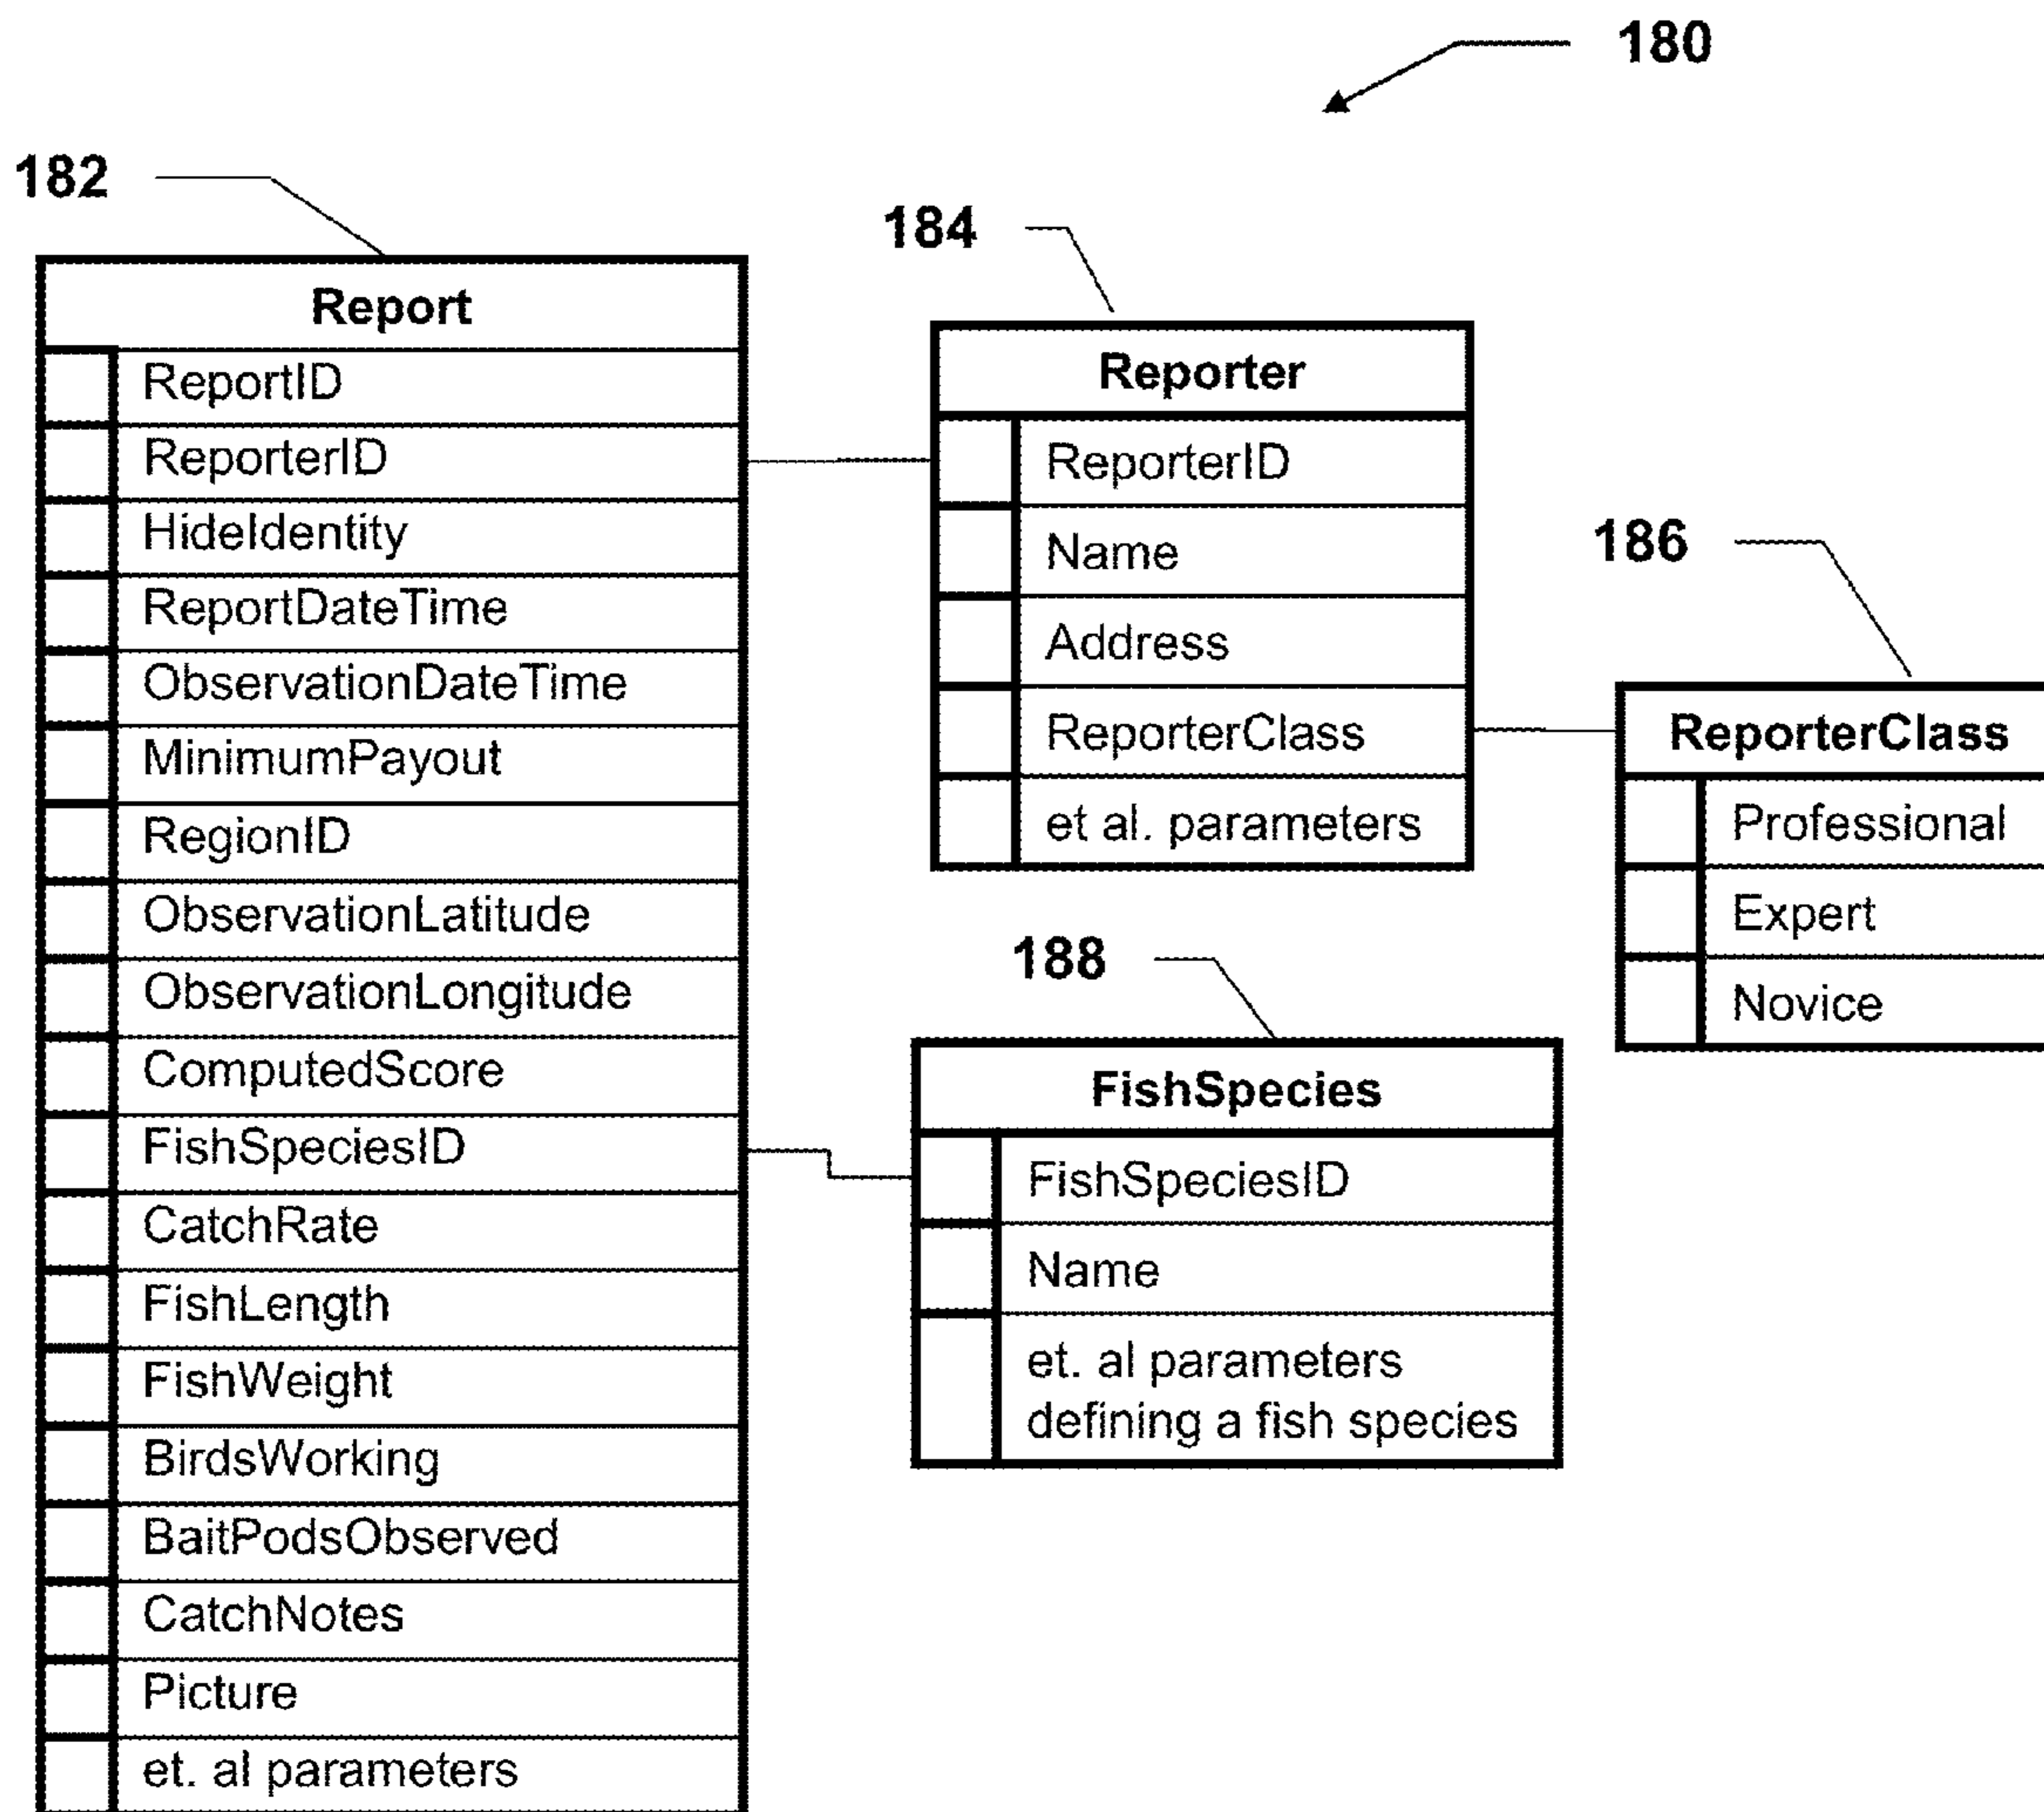 180
182
Report
ReportID
ReporterID
HideIdentity
ReportDateTime
ObservationDateTime
MinimumPayout
RegionID
ObservationLatitude
ObservationLongitude
ComputedScore
FishSpeciesID
CatchRate
FishLength
FishWeight
BirdsWorking
BaitPodsObserved
CatchNotes
Picture
et. al parameters
184
Reporter
ReporterID
Name
Address
ReporterClass
et al. parameters
186
ReporterClass
Professional
Expert
Novice
188
FishSpecies
FishSpeciesID
Name
et. al parameters
defining a fish species